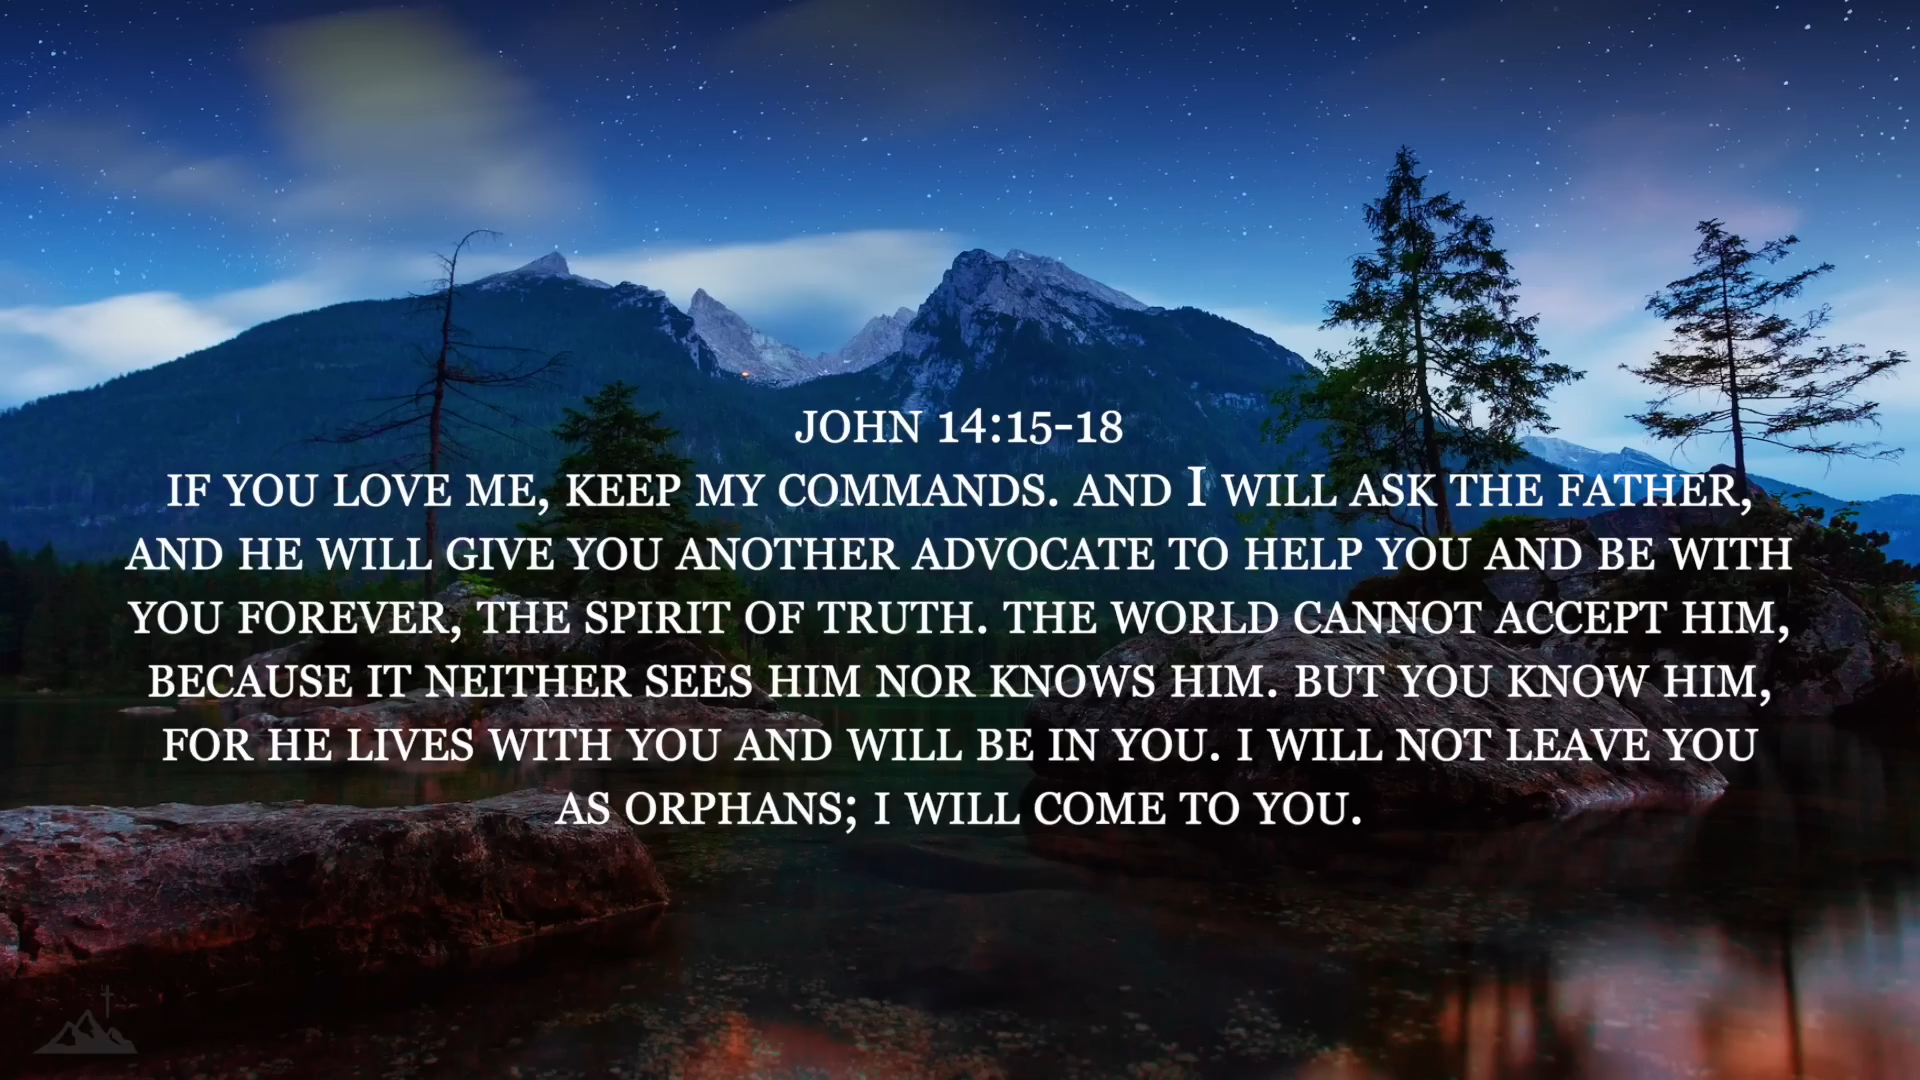 JOHN 14:15-18
IF YOU LOVE ME, KEEP MY COMMANDS. AND I WILL ASK THE FATHER,
AND HE WILL GIVE YOU ANOTHER ADVOCATE TO HELP YOU AND BE WITH
YOU FOREVER, THE SPIRIT OF TRUTH. THE WORLD CANNOT ACCEPT HIM,
BECAUSE IT NEITHER SEES HIM NOR KNOWS HIM. BUT YOU KNOW HIM,
FOR HE LIVES WITH YOU AND WILL BE IN YOU. I WILL NOT LEAVE YOU
AS ORPHANS; I WILL COME TO YOU.